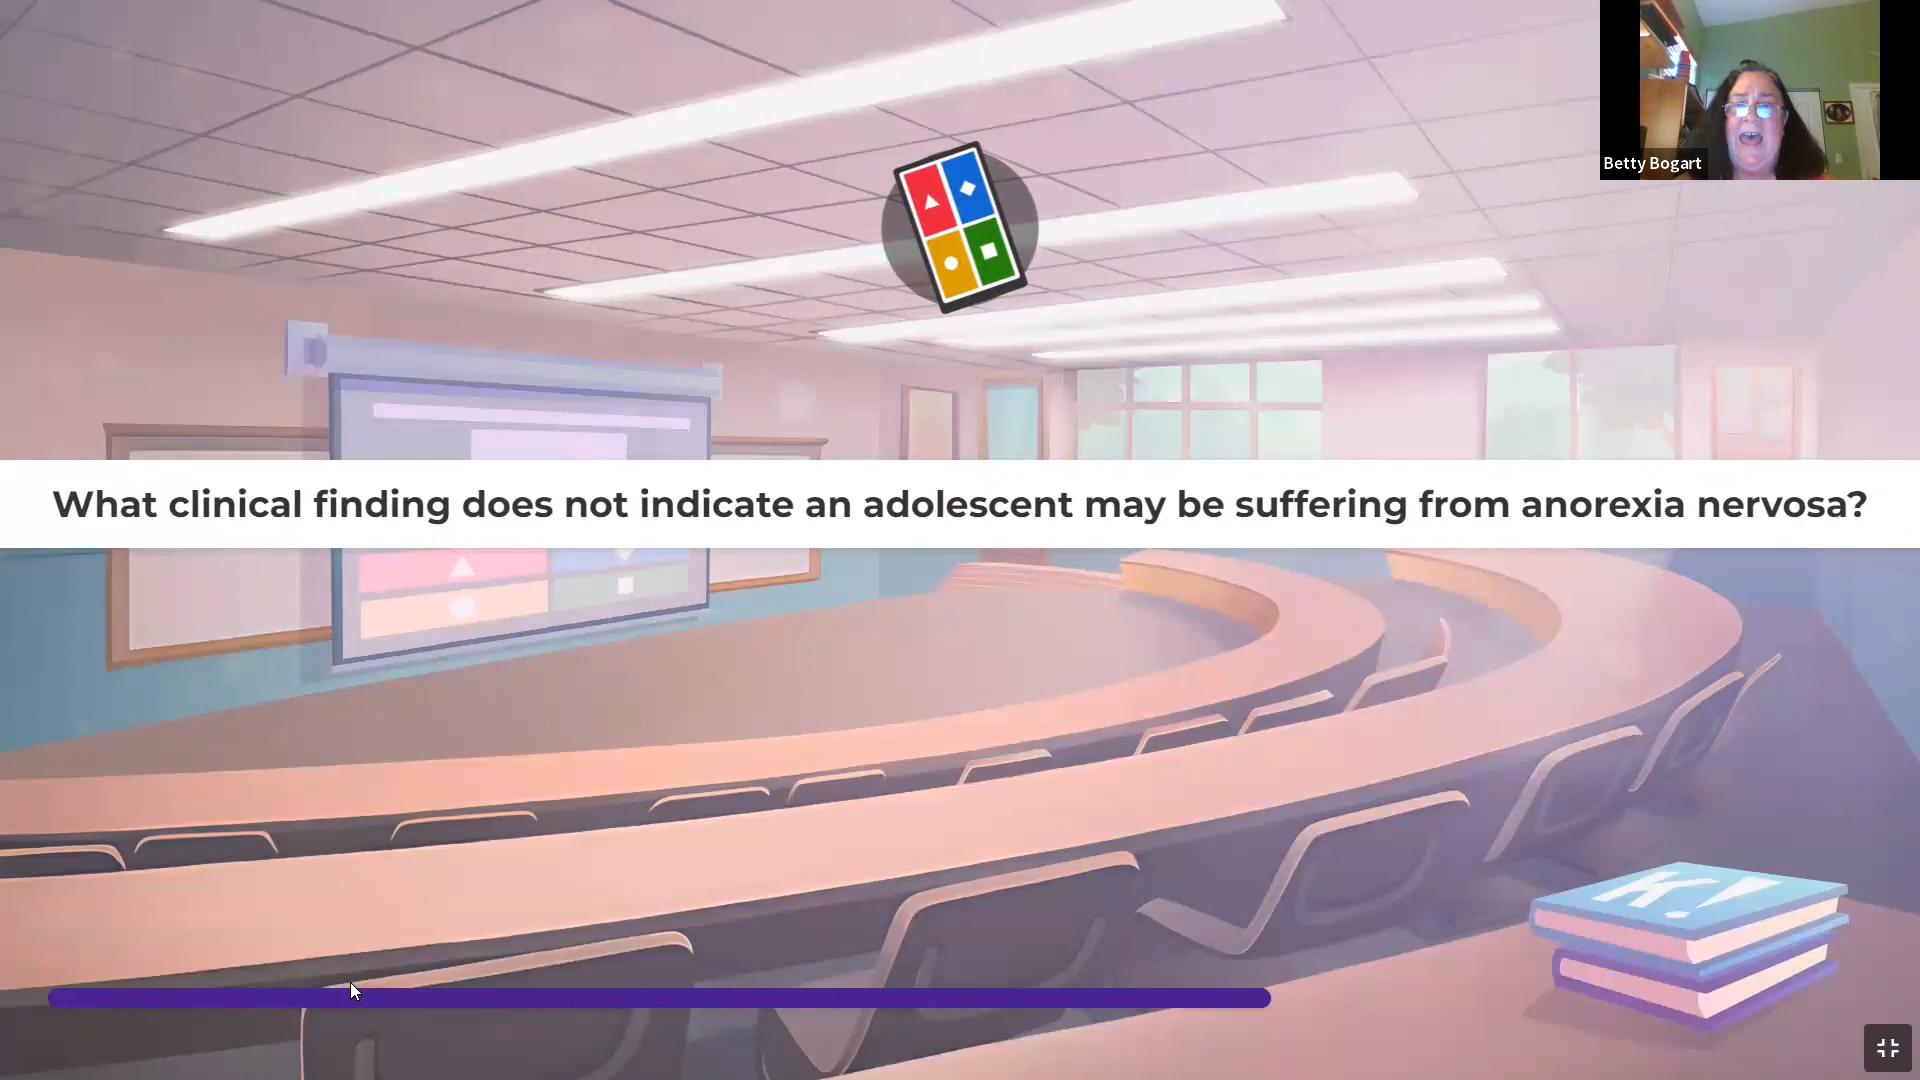 Betty Bogart
What clinical finding does not indicate an adolescent may be suffering from anorexia nervosa?
K!